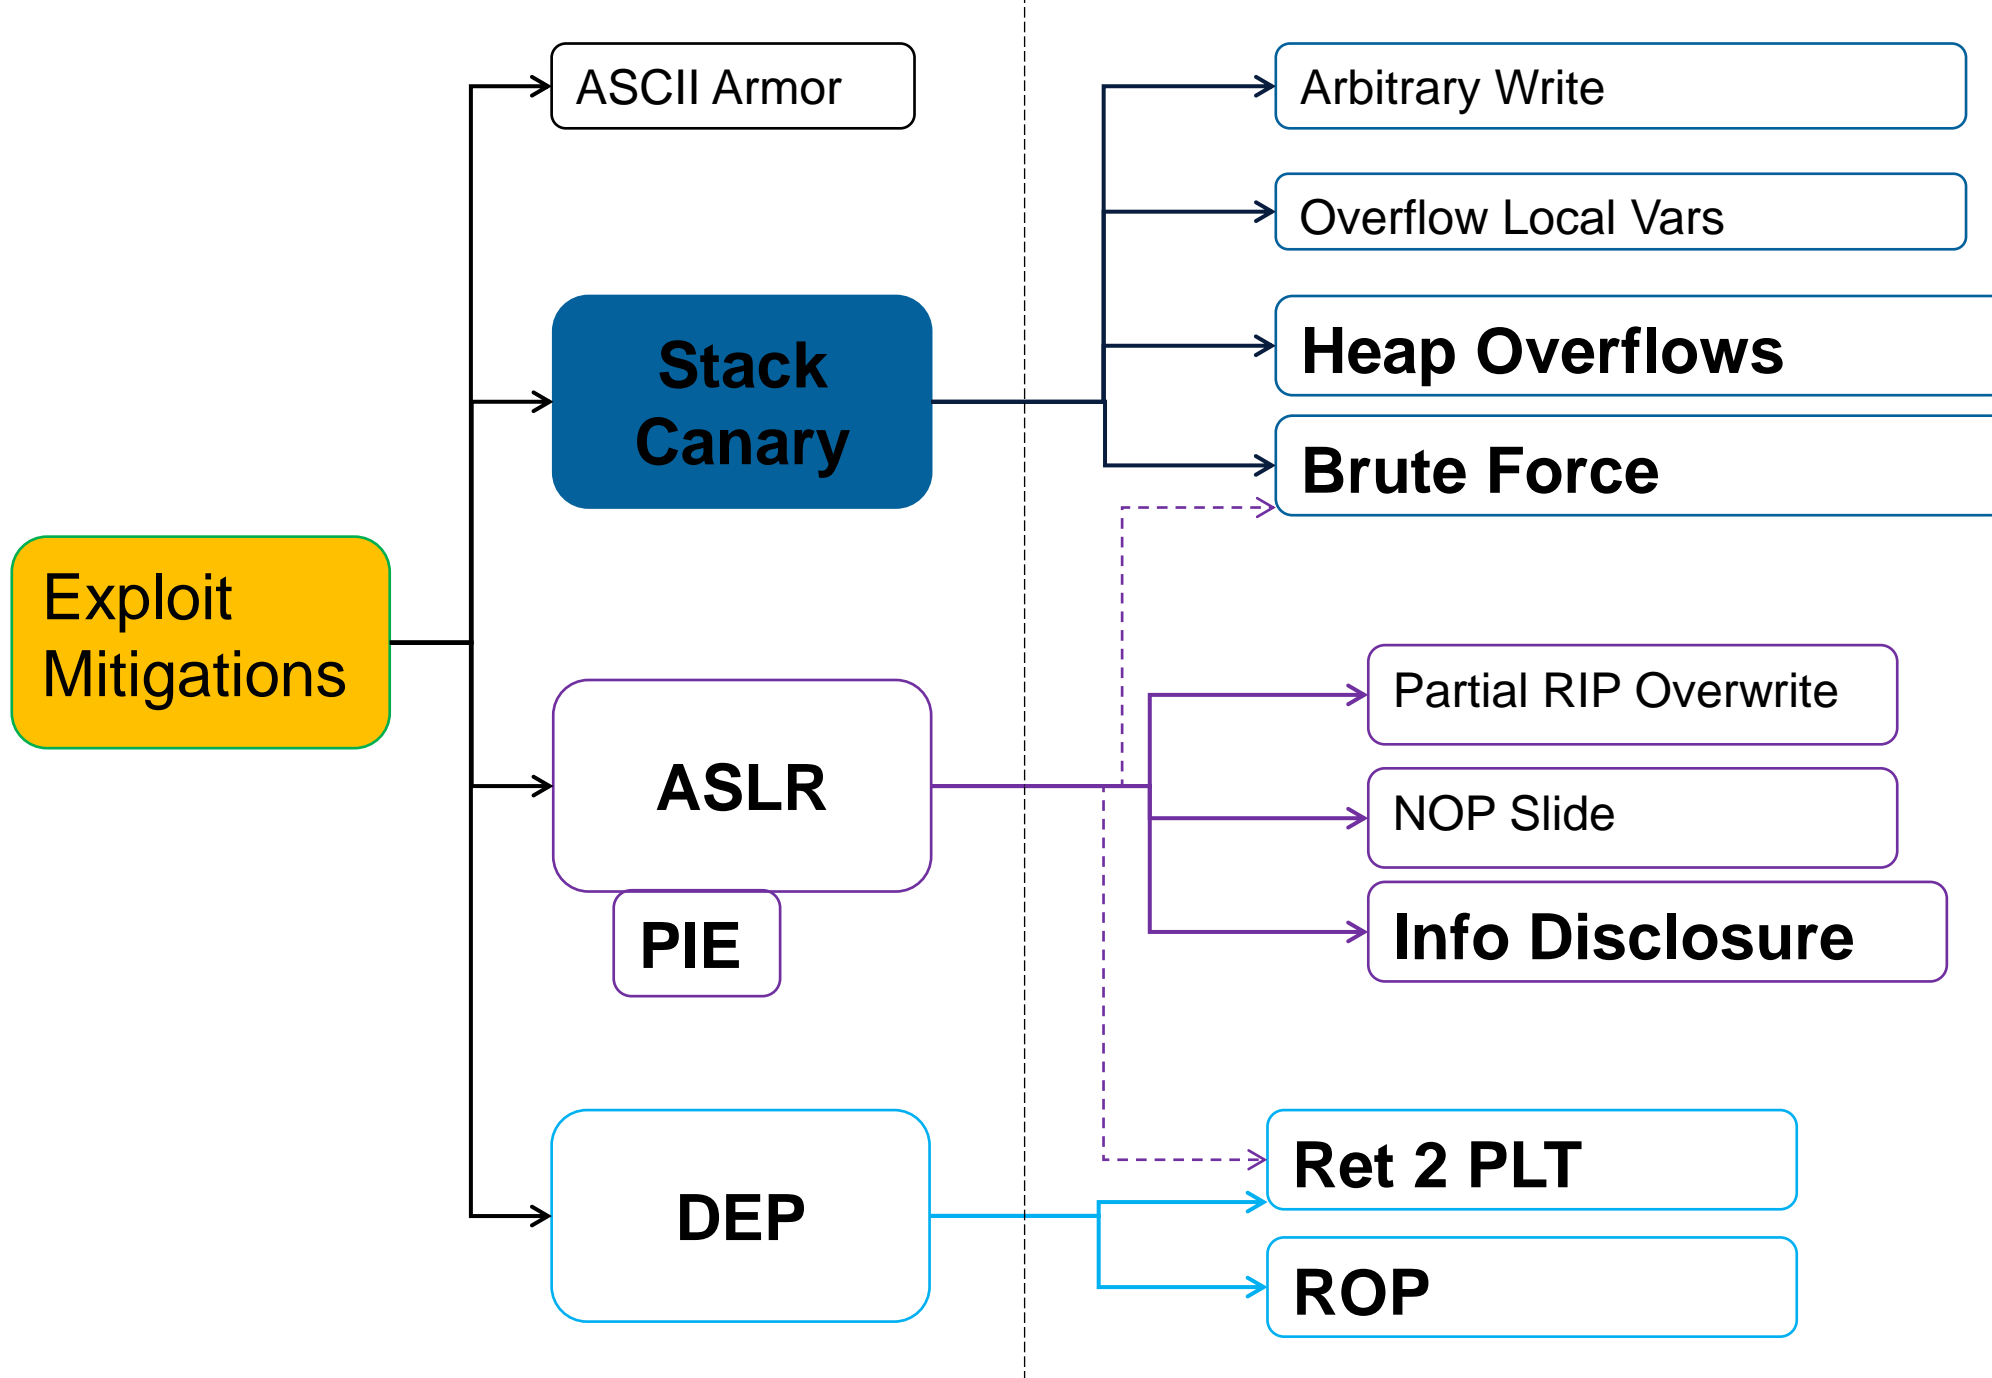 ASCII Armor
Arbitrary Write
Overflow Local Vars
Stack
Canary
Heap Overflows
Brute Force
Exploit
Mitigations
ASLR
PIE
Partial RIP Overwrite
NOP Slide
Info Disclosure
DEP
Ret 2 PLT
ROP